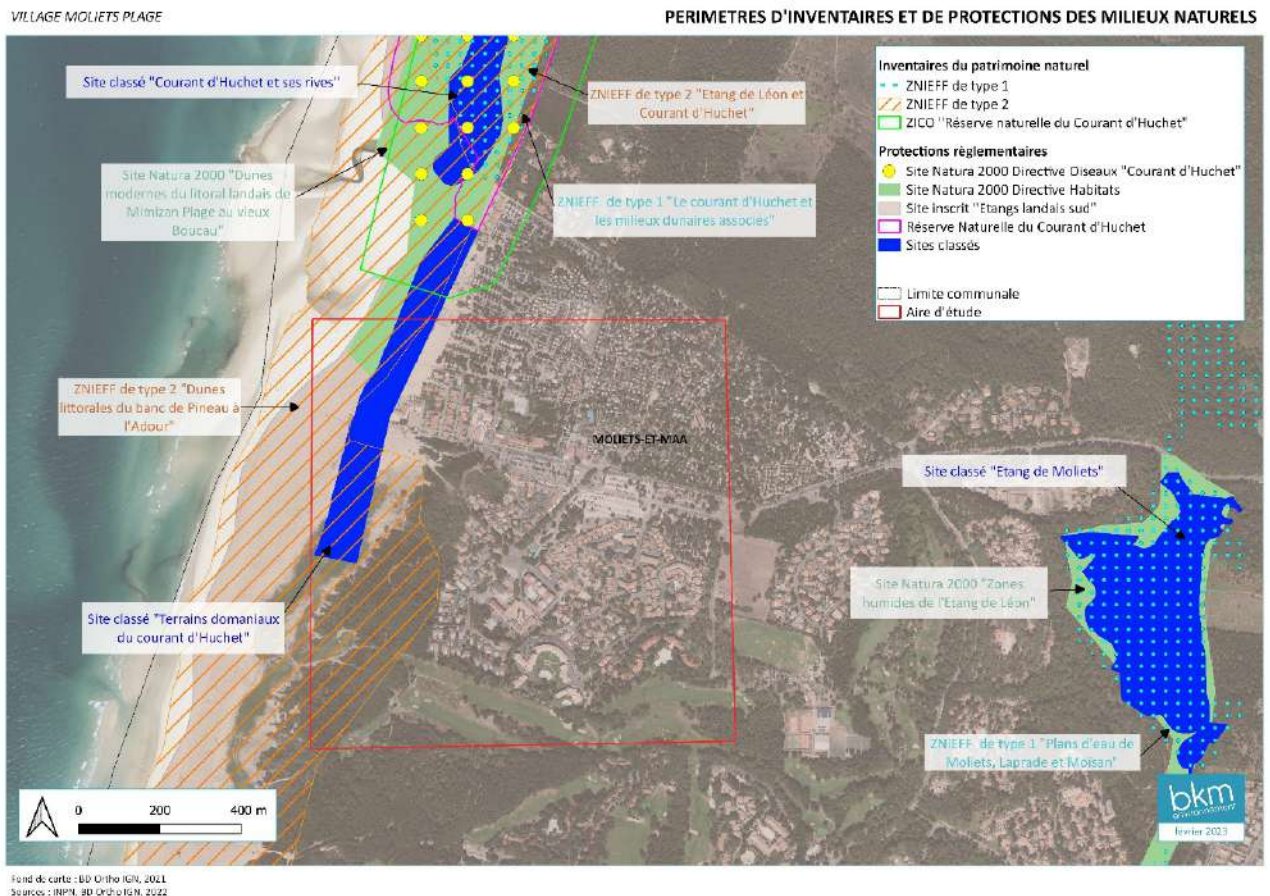 VILLAGE MOLIETS PLAGE
PERIMETRES D'INVENTAIRES ET DE PROTECTIONS DES MILIEUX NATURELS
Site classé "Courant d'Huchet et ses rives"
ZNIEFF de type 2 "Etang de Léon et
Courant d'Huchet"
Site Natura 2000 "Dunes
modernes du littoral landais de
Mimizan Plage au vieux
Boucau"
ZNIEFF de type 1 "Le courant d'Huchet et
les milieux dunaires associés"
Inventaires du patrimoine naturel
ZNIEFF de type 1
ZNIEFF de type 2
ZICO "Réserve naturelle du Courant d'Huchet"
Protections règlementaires
Site Natura 2000 Directive Oiseaux "Courant d'Huchet"
Site Natura 2000 Directive Habitats
Site inscrit "Etangs landais sud"
Réserve Naturelle du Courant d'Huchet
Sites classés
Limite communale
Aire d'étude
ZNIEFF de type 2 "Dunes
littorales du banc de Pineau à
l'Adour"
MOLIETS-ET-MAA
Site classé "Etang de Moliets"
Site Natura 2000 "Zones
humides de l'Etang de Léon"
Site classé "Terrains domaniaux
du courant d'Huchet"
ZNIEFF de type 1 "Plans d'eau de
Moliets, Laprade et Moisan"
0 200 400 m
bkm
environnement
février 2023
Fond de carte : BD Ortho IGN, 2021
Sources : INPN, BD Ortho IGN, 2022